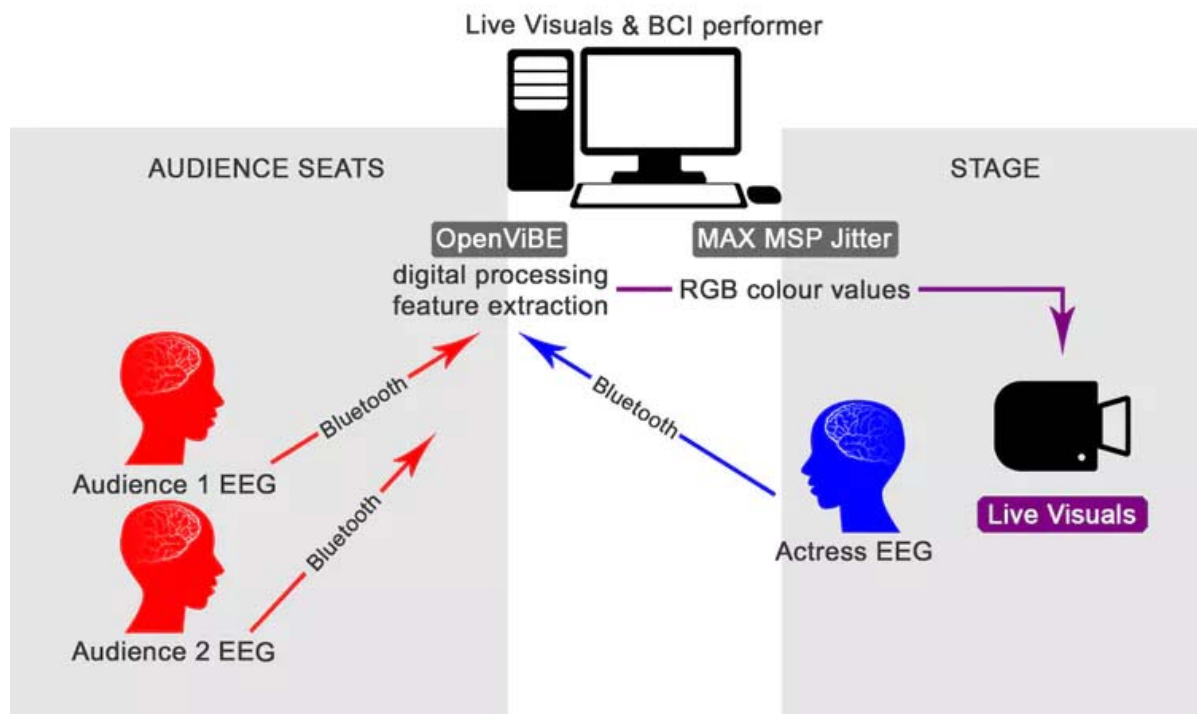 Live Visuals & BCI performer
AUDIENCE SEATS
STAGE
OpenViBE
MAX MSP Jitter
digital processing
feature extraction
RGB colour values
Bluetooth
Audience 1 EEG
Bluetooth
Audience 2 EEG
Bluetooth
Actress EEG
Live Visuals